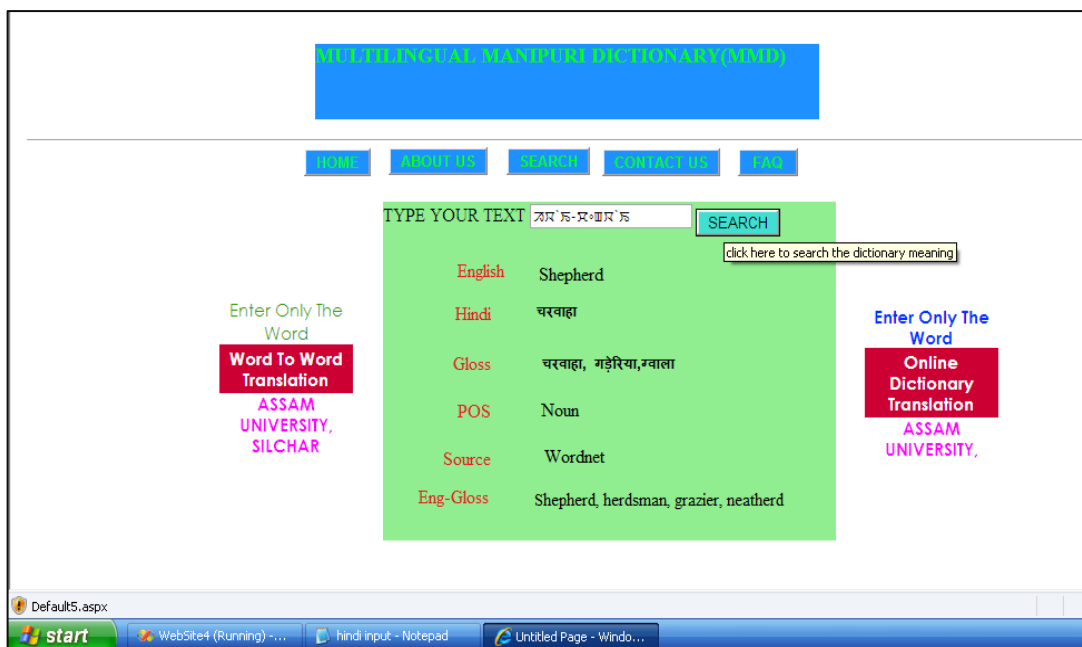 MULTILINGUAL MANIPURI DICTIONARY(MMD)
HOME ABOUT US SEARCH CONTACT US FAQ
TYPE YOUR TEXT SEARCH
click here to search the dictionary meaning
English Shepherd
Hindi चरवाहा
Gloss चरवाहा, गड़ेरिया,ग्वाला
POS Noun
Source Wordnet
Eng-Gloss Shepherd, herdsman, grazier, neatherd
Enter Only The
Word
Word To Word
Translation
ASSAM
UNIVERSITY,
SILCHAR
Enter Only The
Word
Online
Dictionary
Translation
ASSAM
UNIVERSITY,
Default5.aspx
start WebSite4 (Running) -... hindi input - Notepad Untitled Page - Windo...